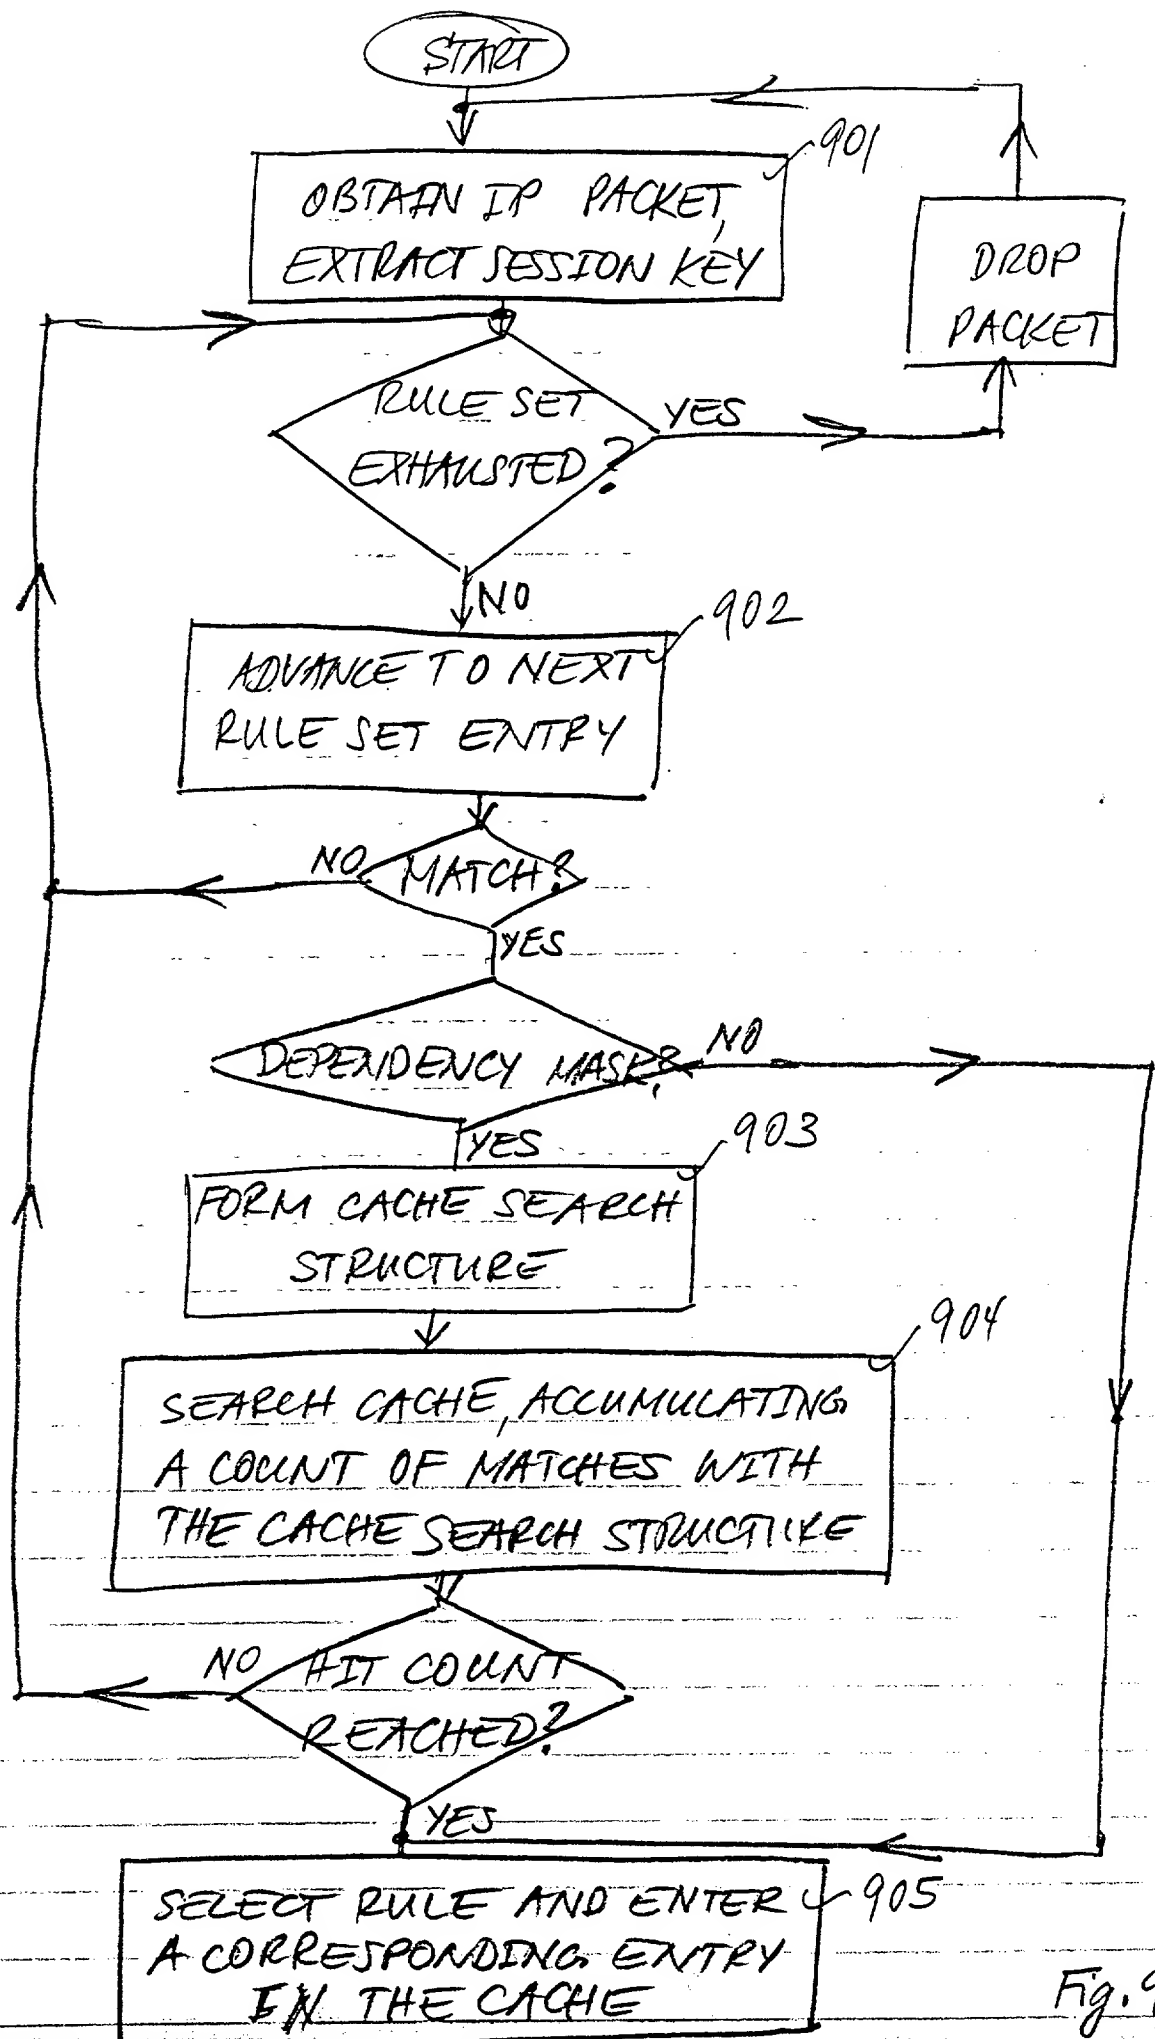 START
901
OBTAIN IP PACKET,
EXTRACT SESSION KEY
DROP
PACKET
RULE SET
EXHAUSTED?
YES
NO
902
ADVANCE TO NEXT
RULE SET ENTRY
NO
MATCH?
YES
DEPENDENCY MASK?
NO
YES
903
FORM CACHE SEARCH
STRUCTURE
904
SEARCH CACHE, ACCUMULATING
A COUNT OF MATCHES WITH
THE CACHE SEARCH STRUCTURE
NO
HIT COUNT
REACHED?
YES
SELECT RULE AND ENTER
A CORRESPONDING ENTRY
IN THE CACHE
905
Fig. 9